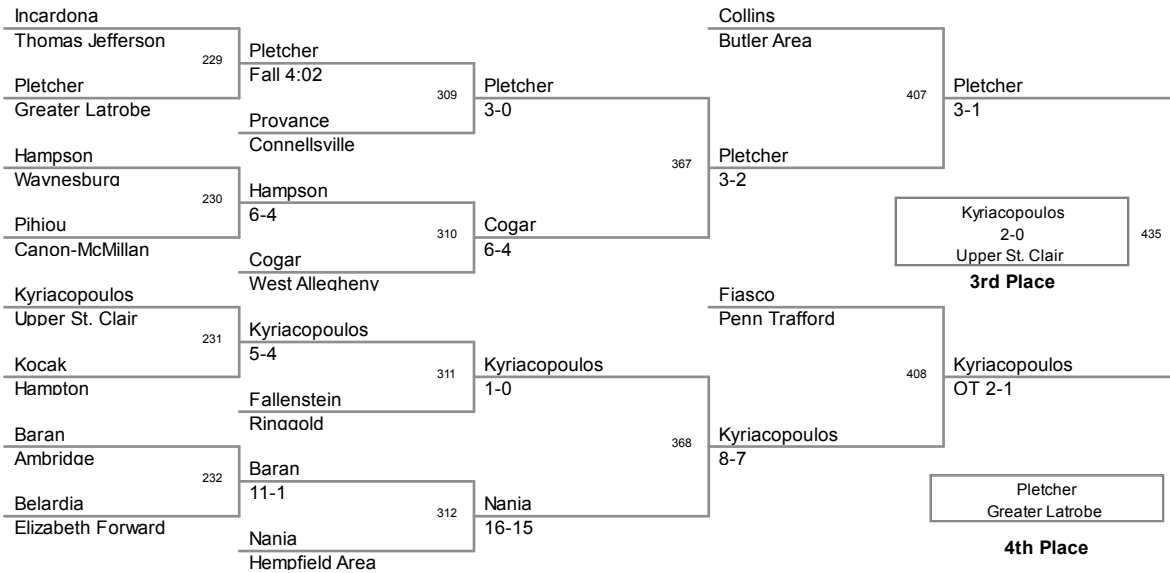 Incardona
Thomas Jefferson
229
Pletcher
Greater Latrobe
Hampson
Waynesburg
230
Pihiou
Canon-McMillan
Kyriacopoulos
Upper St. Clair
231
Kocak
Hampton
Baran
Ambridge
232
Belardia
Elizabeth Forward
Pletcher
Fall 4:02
309
Provance
Connellsville
Hampson
6-4
310
Cogar
West Allegheny
Kyriacopoulos
5-4
311
Fallenstein
Ringgold
Baran
11-1
312
Nania
Hempfield Area
Pletcher
3-0
367
Cogar
6-4
Kyriacopoulos
1-0
368
Nania
16-15
Collins
Butler Area
407
Pletcher
3-2
Fiasco
Penn Trafford
408
Kyriacopoulos
8-7
Pletcher
3-1
Kyriacopoulos
2-0
Upper St. Clair
435
3rd Place
Kyriacopoulos
OT 2-1
Pletcher
Greater Latrobe
4th Place